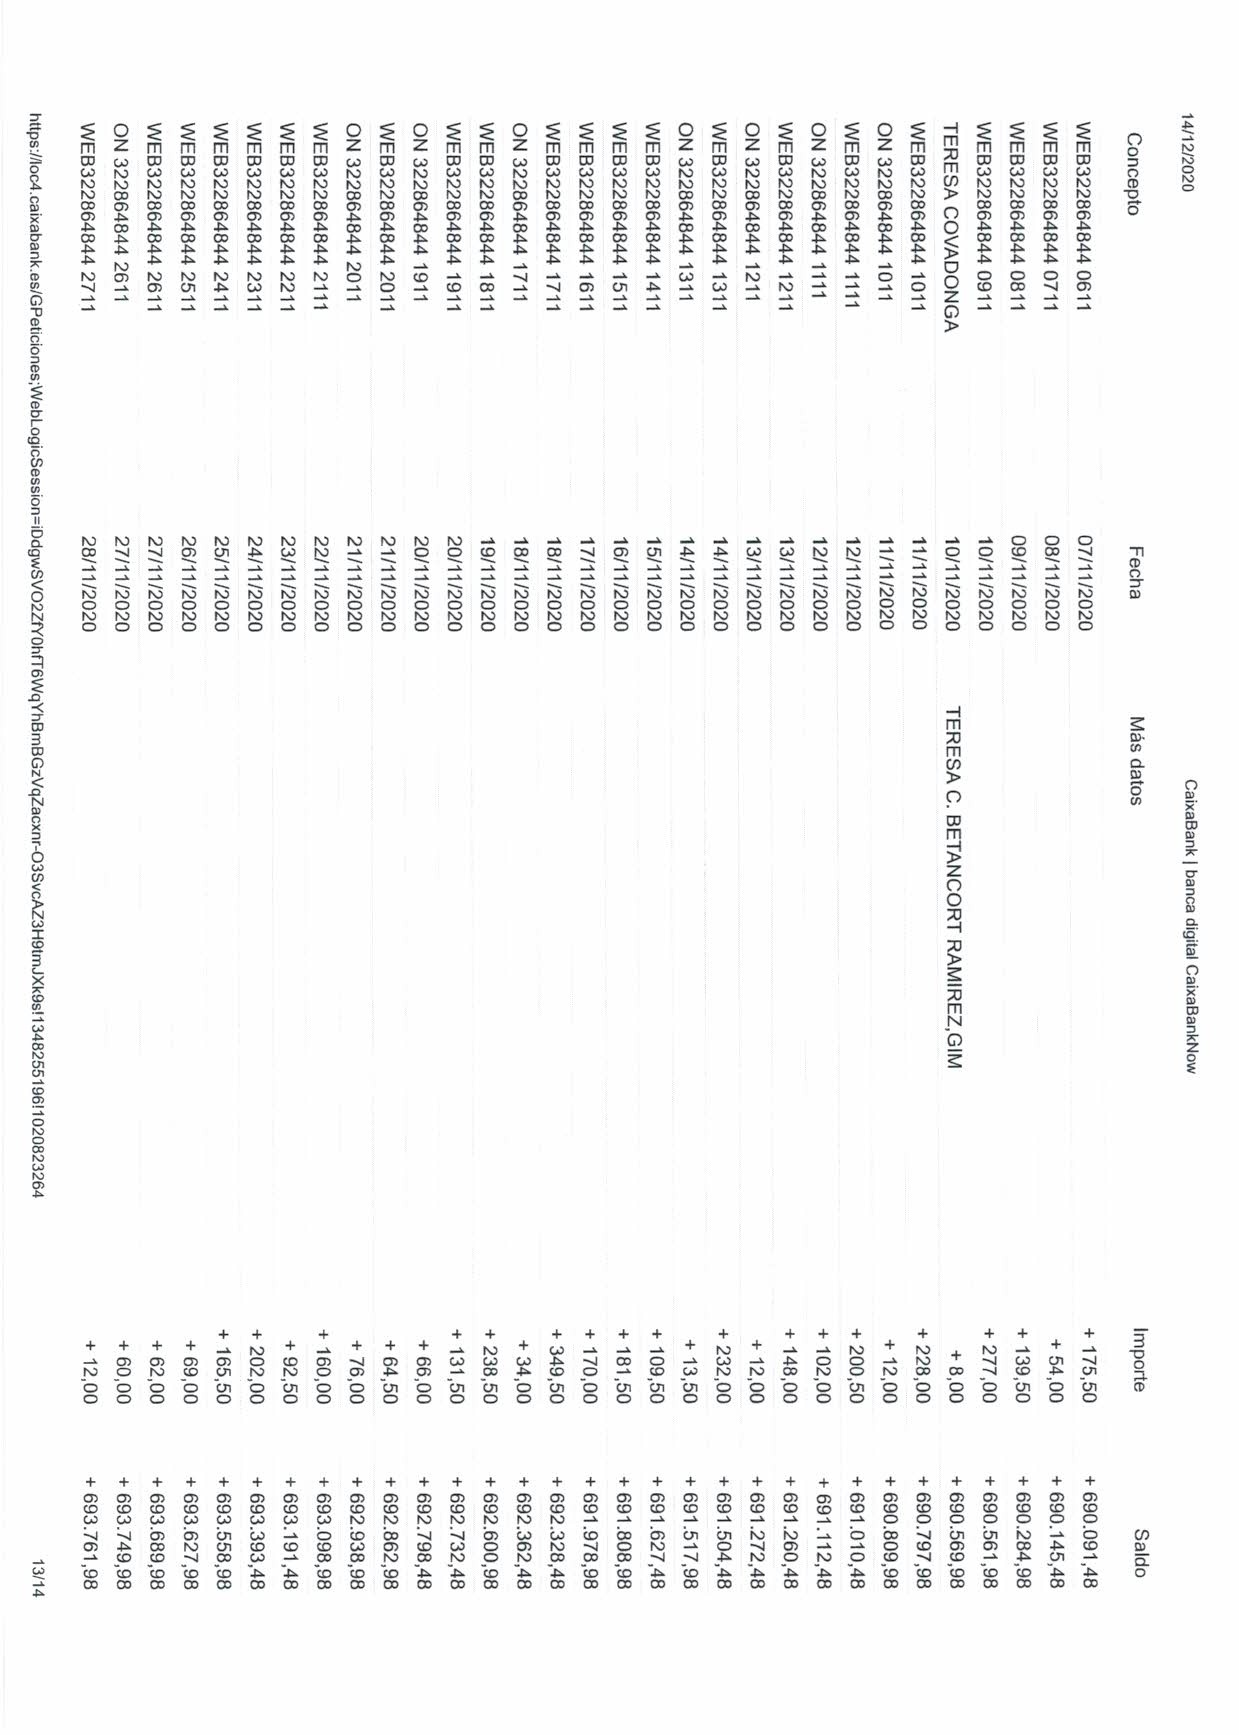 14/12/2020 CaixaBank | banca digital CaixaBankNow
Concepto Fecha Más datos Importe Saldo
WEB322864844 0611 07/11/2020 + 175,50 + 690.091,48
WEB322864844 0711 08/11/2020 + 54,00 + 690.145,48
WEB322864844 0811 09/11/2020 + 139,50 + 690.284,98
WEB322864844 0911 10/11/2020 + 277,00 + 690.561,98
TERESA COVADONGA 10/11/2020 TERESA C. BETANCORT RAMIREZ,GIM + 8,00 + 690.569,98
WEB322864844 1011 11/11/2020 + 228,00 + 690.797,98
ON 322864844 1011 11/11/2020 + 12,00 + 690.809,98
WEB322864844 1111 12/11/2020 + 200,50 + 691.010,48
ON 322864844 1111 12/11/2020 + 102,00 + 691.112,48
WEB322864844 1211 13/11/2020 + 148,00 + 691.260,48
ON 322864844 1211 13/11/2020 + 12,00 + 691.272,48
WEB322864844 1311 14/11/2020 + 232,00 + 691.504,48
ON 322864844 1311 14/11/2020 + 13,50 + 691.517,98
WEB322864844 1411 15/11/2020 + 109,50 + 691.627,48
WEB322864844 1511 16/11/2020 + 181,50 + 691.808,98
WEB322864844 1611 17/11/2020 + 170,00 + 691.978,98
WEB322864844 1711 18/11/2020 + 349,50 + 692.328,48
ON 322864844 1711 18/11/2020 + 34,00 + 692.362,48
WEB322864844 1811 19/11/2020 + 238,50 + 692.600,98
WEB322864844 1911 20/11/2020 + 131,50 + 692.732,48
ON 322864844 1911 20/11/2020 + 66,00 + 692.798,48
WEB322864844 2011 21/11/2020 + 64,50 + 692.862,98
ON 322864844 2011 21/11/2020 + 76,00 + 692.938,98
WEB322864844 2111 22/11/2020 + 160,00 + 693.098,98
WEB322864844 2211 23/11/2020 + 92,50 + 693.191,48
WEB322864844 2311 24/11/2020 + 202,00 + 693.393,48
WEB322864844 2411 25/11/2020 + 165,50 + 693.558,98
WEB322864844 2511 26/11/2020 + 69,00 + 693.627,98
WEB322864844 2611 27/11/2020 + 62,00 + 693.689,98
ON 322864844 2611 27/11/2020 + 60,00 + 693.749,98
WEB322864844 2711 28/11/2020 + 12,00 + 693.761,98
13/14